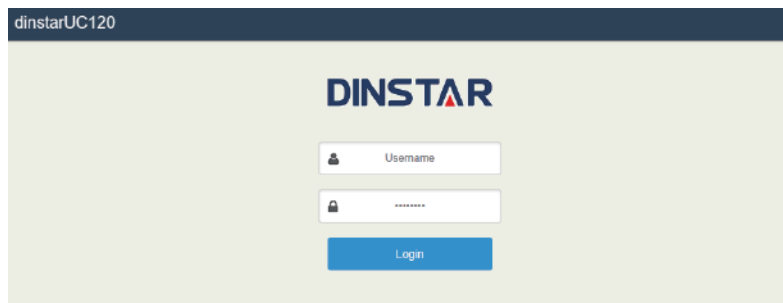 dinstarUC120
DINSTAR
Username
--------
Login